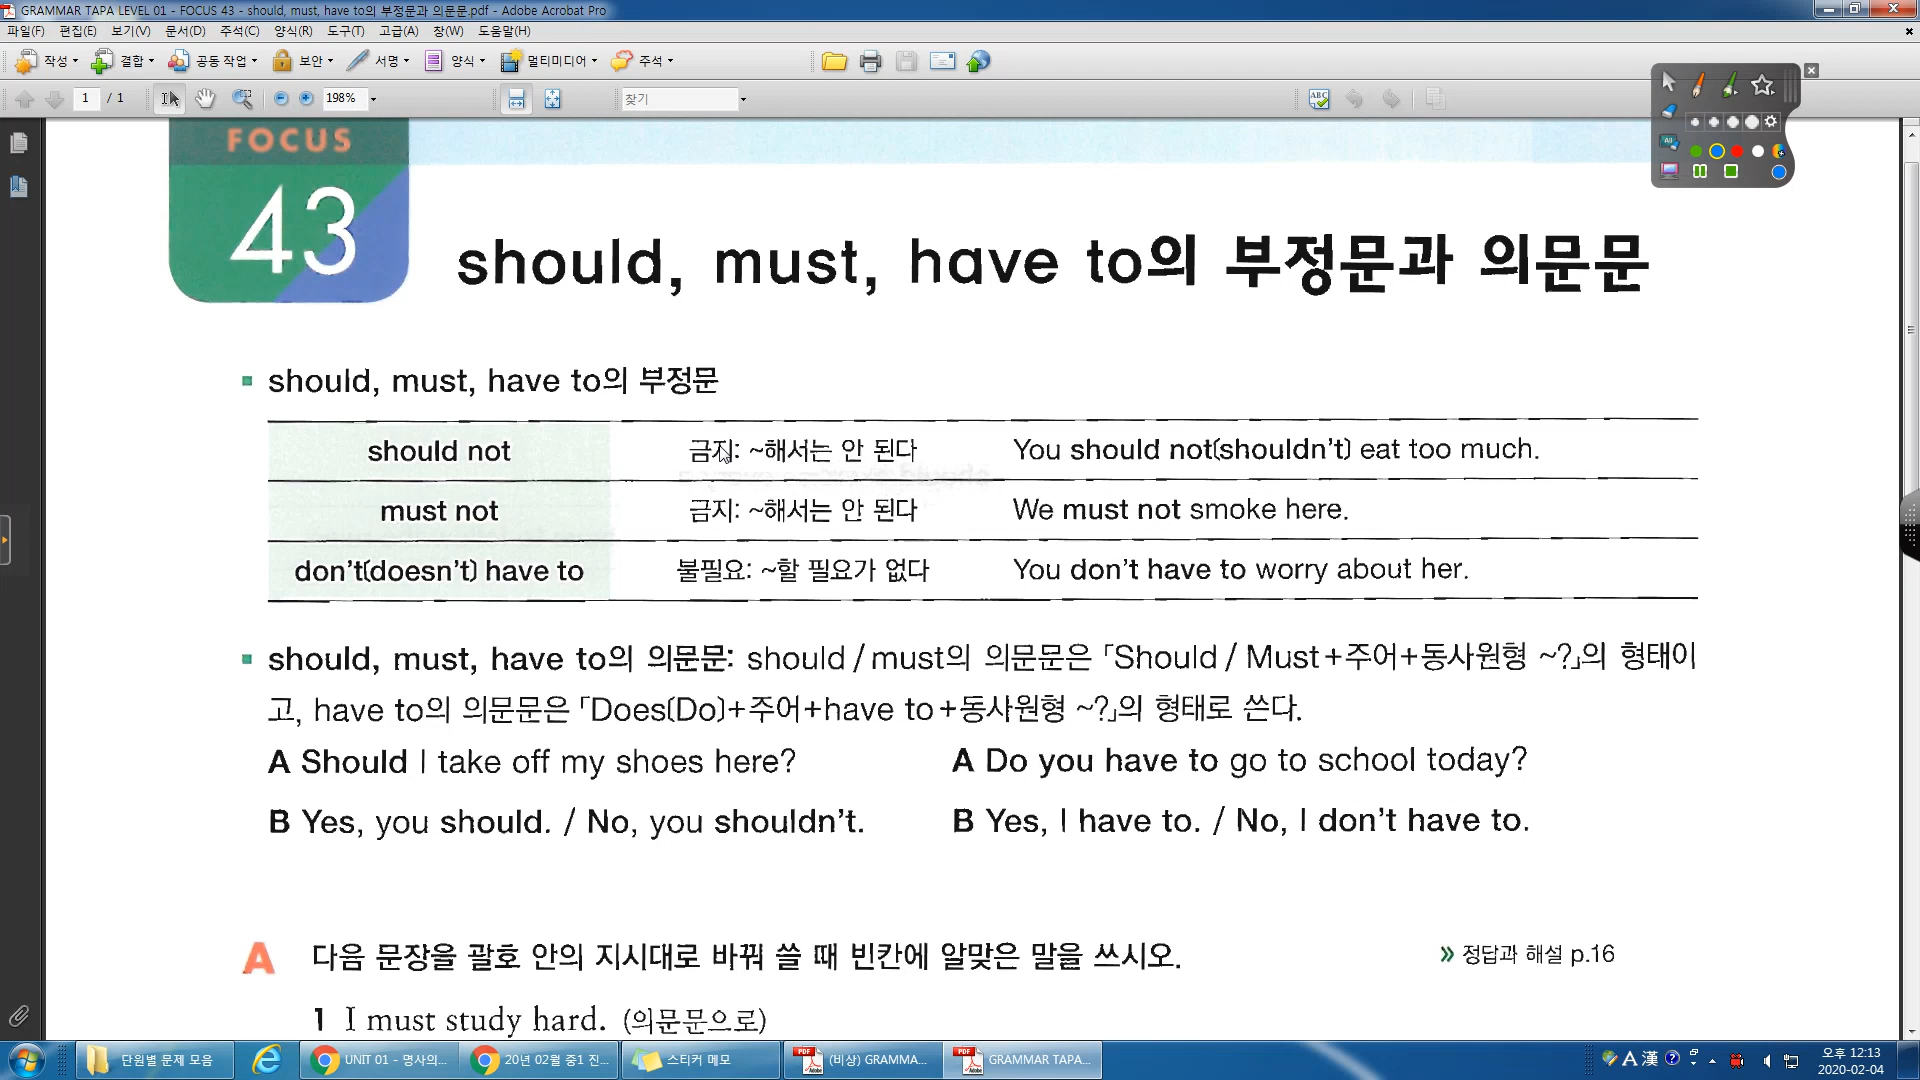 GRAMMAR TAPA LEVEL 01 - FOCUS 43 - should, must, have to의 부정문과 의문문.pdf - Adobe Acrobat Pro
파일(F) 편집(E) 보기(V) 문서(D) 주석(C) 양식(R) 도구(T) 고급(A) 창(W) 도움말(H)
작성 결합 공동 작업 보안 서명 양식 멀티미디어 주석
1 / 1 198% 찾기
FOCUS
43
should, must, have to의 부정문과 의문문
should, must, have to의 부정문
should not 금지: ~해서는 안 된다 You should not(shouldn't) eat too much.
must not 금지: ~해서는 안 된다 We must not smoke here.
don't(doesn't) have to 불필요: ~할 필요가 없다 You don't have to worry about her.
should, must, have to의 의문문: should / must의 의문문은 「Should / Must+주어+동사원형 ~?」의 형태이
고, have to의 의문문은 「Does(Do)+주어+have to+동사원형 ~?」의 형태로 쓴다.
A Should I take off my shoes here? A Do you have to go to school today?
B Yes, you should. / No, you shouldn't. B Yes, I have to. / No, I don't have to.
A 다음 문장을 괄호 안의 지시대로 바꿔 쓸 때 빈칸에 알맞은 말을 쓰시오. » 정답과 해설 p.16
1 I must study hard. (의문문으로)
단원별 문제 모음 UNIT 01 - 명사의... 20년 02월 중1 진... 스티커 메모 (비상) GRAMMA... GRAMMAR TAPA... A 漢 오후 12:13
2020-02-04